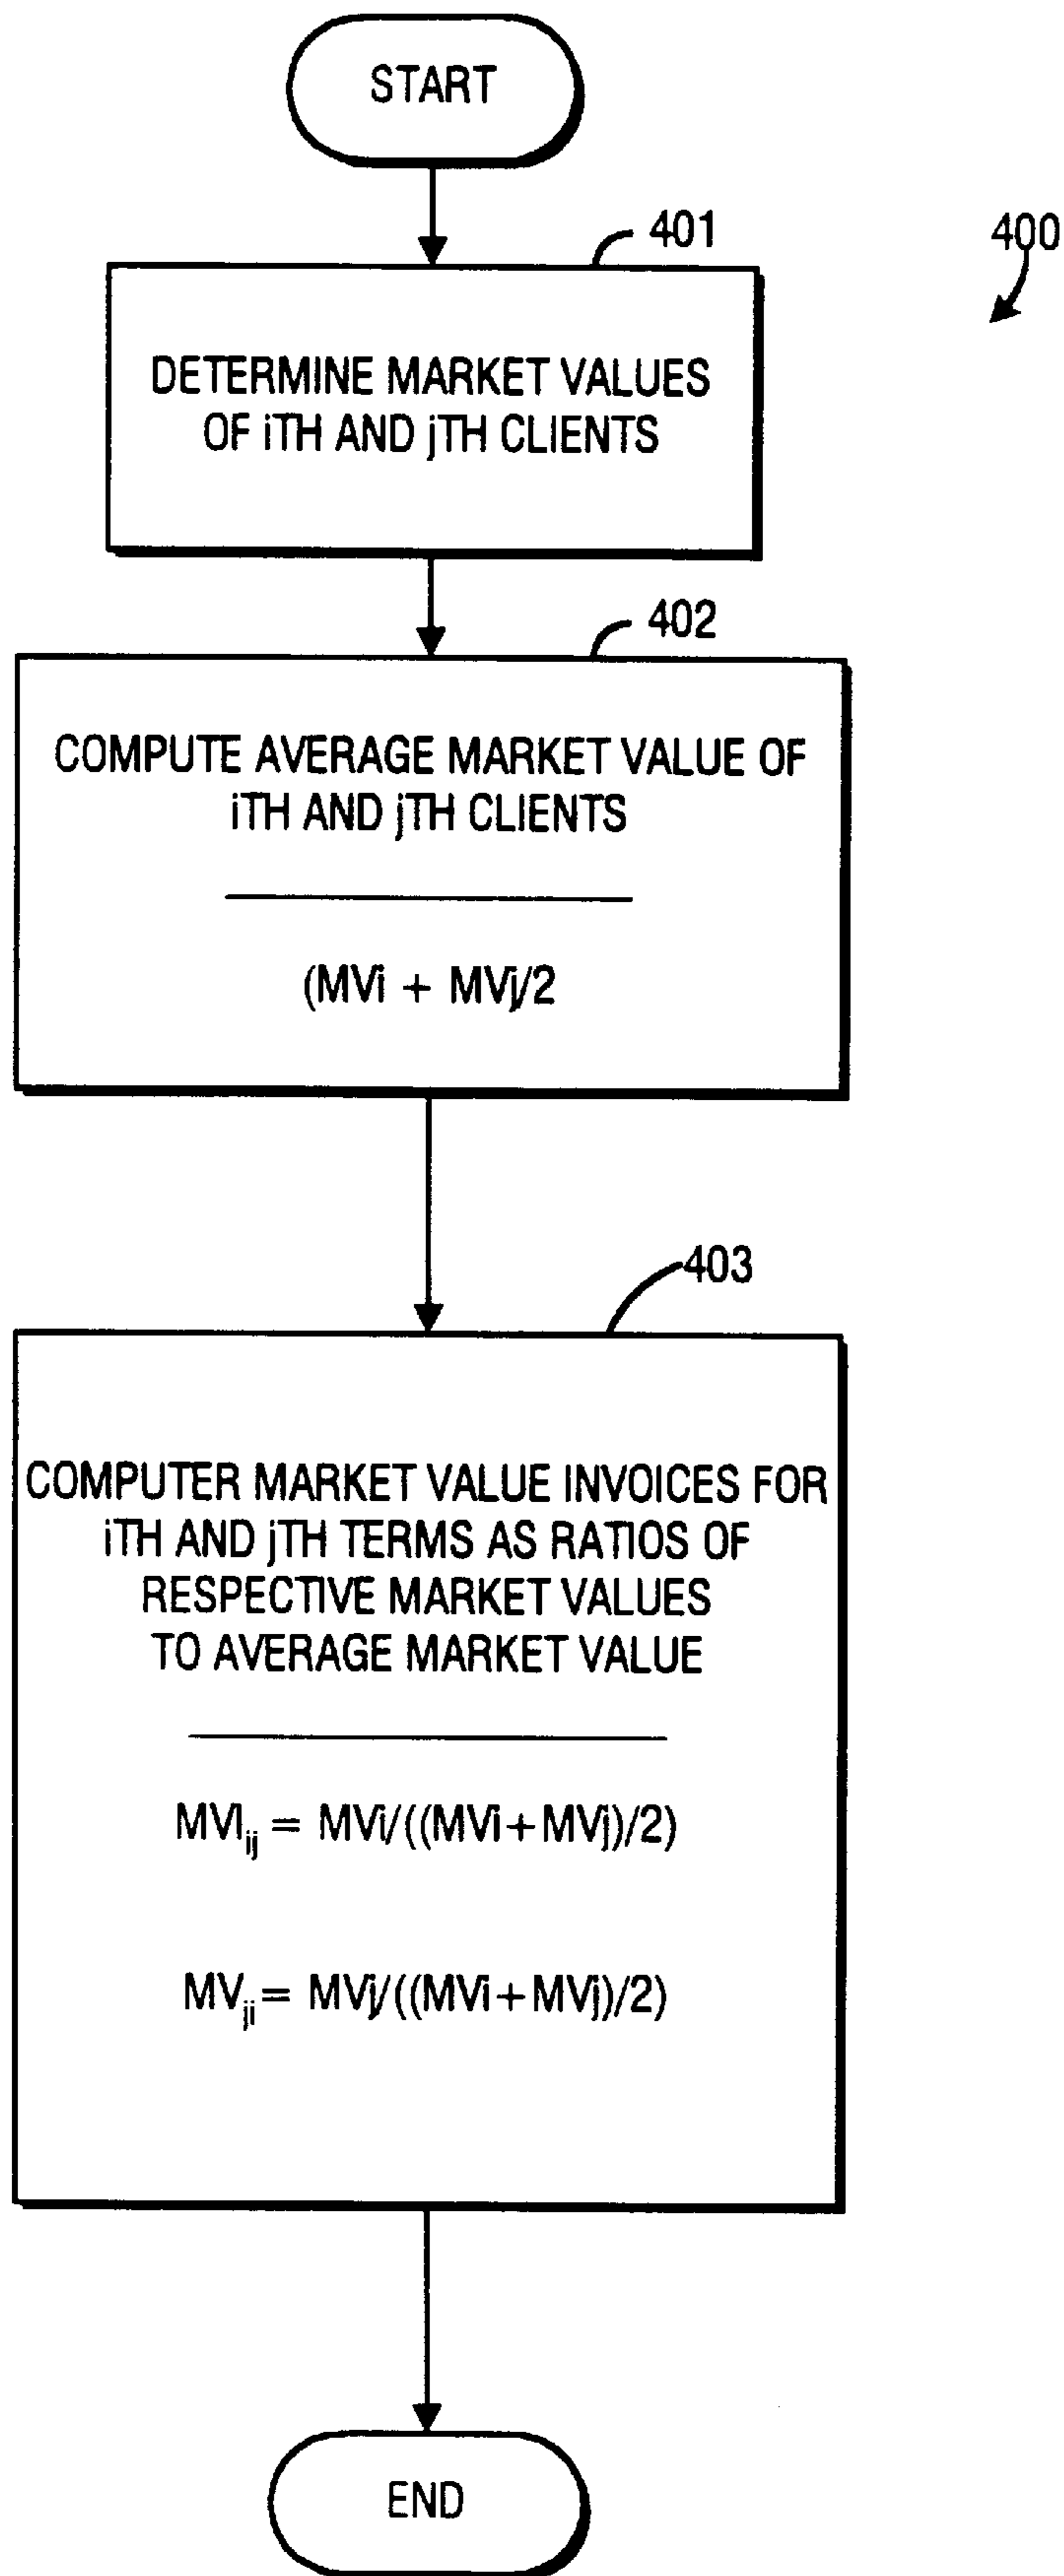 START
401
400
DETERMINE MARKET VALUES
OF iTH AND jTH CLIENTS
402
COMPUTE AVERAGE MARKET VALUE OF
iTH AND jTH CLIENTS
(MVi + MVj/2
403
COMPUTER MARKET VALUE INVOICES FOR
iTH AND jTH TERMS AS RATIOS OF
RESPECTIVE MARKET VALUES
TO AVERAGE MARKET VALUE
MVI_ij = MVi/((MVi+MVj)/2)
MV_ji = MVj/((MVi+MVj)/2)
END